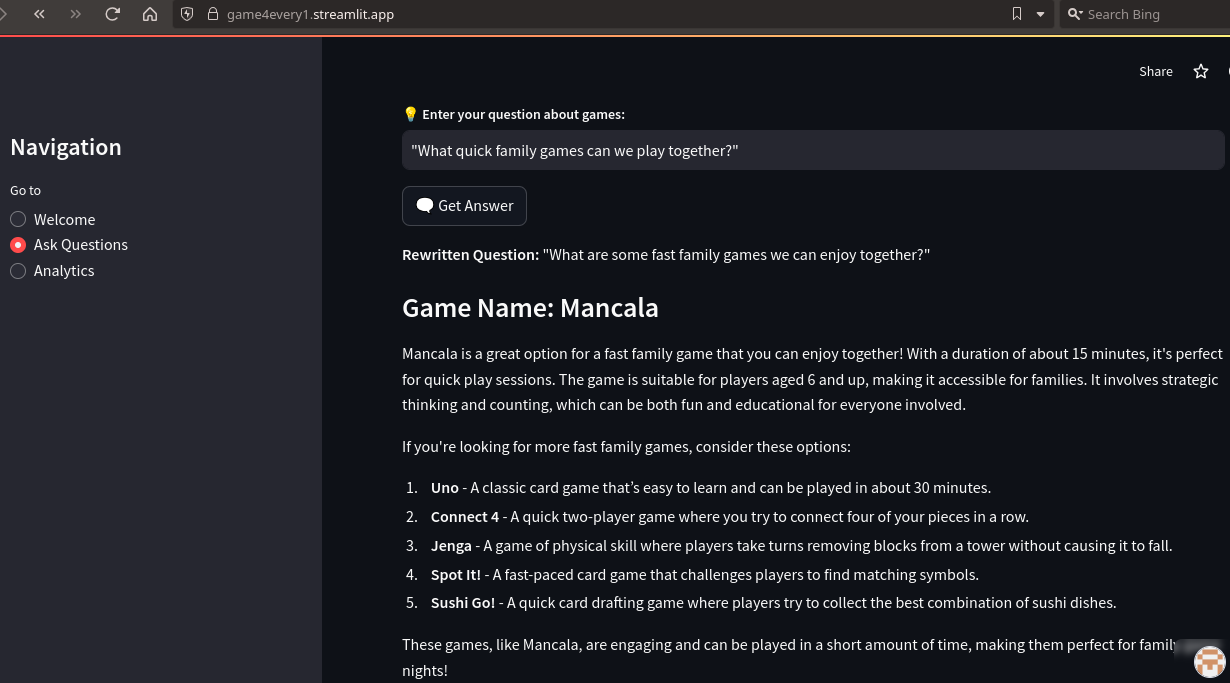 game4every1.streamlit.app
Search Bing
Share
Navigation
Go to
Welcome
Ask Questions
Analytics
Enter your question about games:
"What quick family games can we play together?"
Get Answer
Rewritten Question: "What are some fast family games we can enjoy together?"
Game Name: Mancala
Mancala is a great option for a fast family game that you can enjoy together! With a duration of about 15 minutes, it's perfect
for quick play sessions. The game is suitable for players aged 6 and up, making it accessible for families. It involves strategic
thinking and counting, which can be both fun and educational for everyone involved.
If you're looking for more fast family games, consider these options:
1. Uno - A classic card game that’s easy to learn and can be played in about 30 minutes.
2. Connect 4 - A quick two-player game where you try to connect four of your pieces in a row.
3. Jenga - A game of physical skill where players take turns removing blocks from a tower without causing it to fall.
4. Spot It! - A fast-paced card game that challenges players to find matching symbols.
5. Sushi Go! - A quick card drafting game where players try to collect the best combination of sushi dishes.
These games, like Mancala, are engaging and can be played in a short amount of time, making them perfect for family
nights!